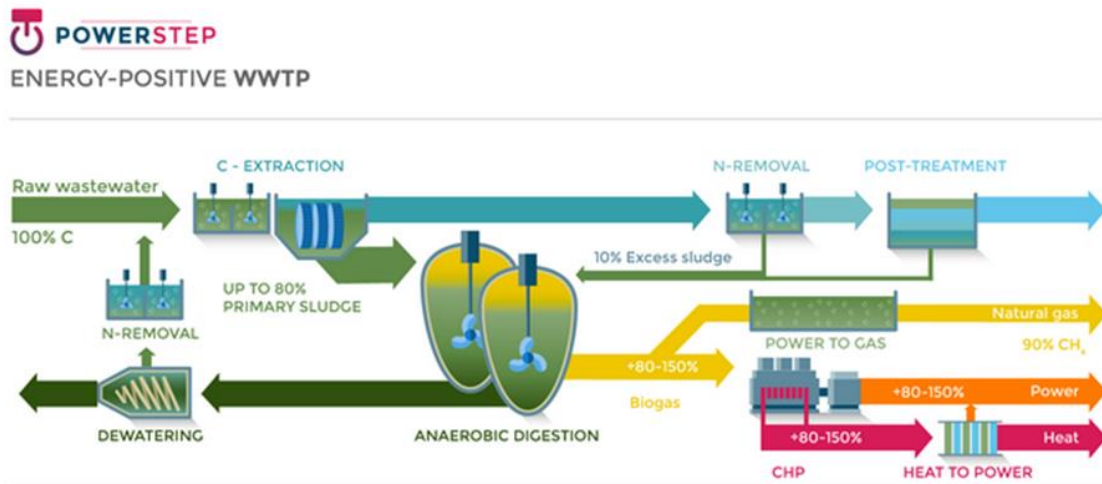 POWERSTEP
ENERGY-POSITIVE WWTP
C - EXTRACTION
N-REMOVAL
POST-TREATMENT
Raw wastewater
100% C
10% Excess sludge
UP TO 80%
PRIMARY SLUDGE
N-REMOVAL
Natural gas
POWER TO GAS
90% CH4
+80-150%
Biogas
+80-150%
Power
DEWATERING
ANAEROBIC DIGESTION
+80-150%
Heat
CHP
HEAT TO POWER